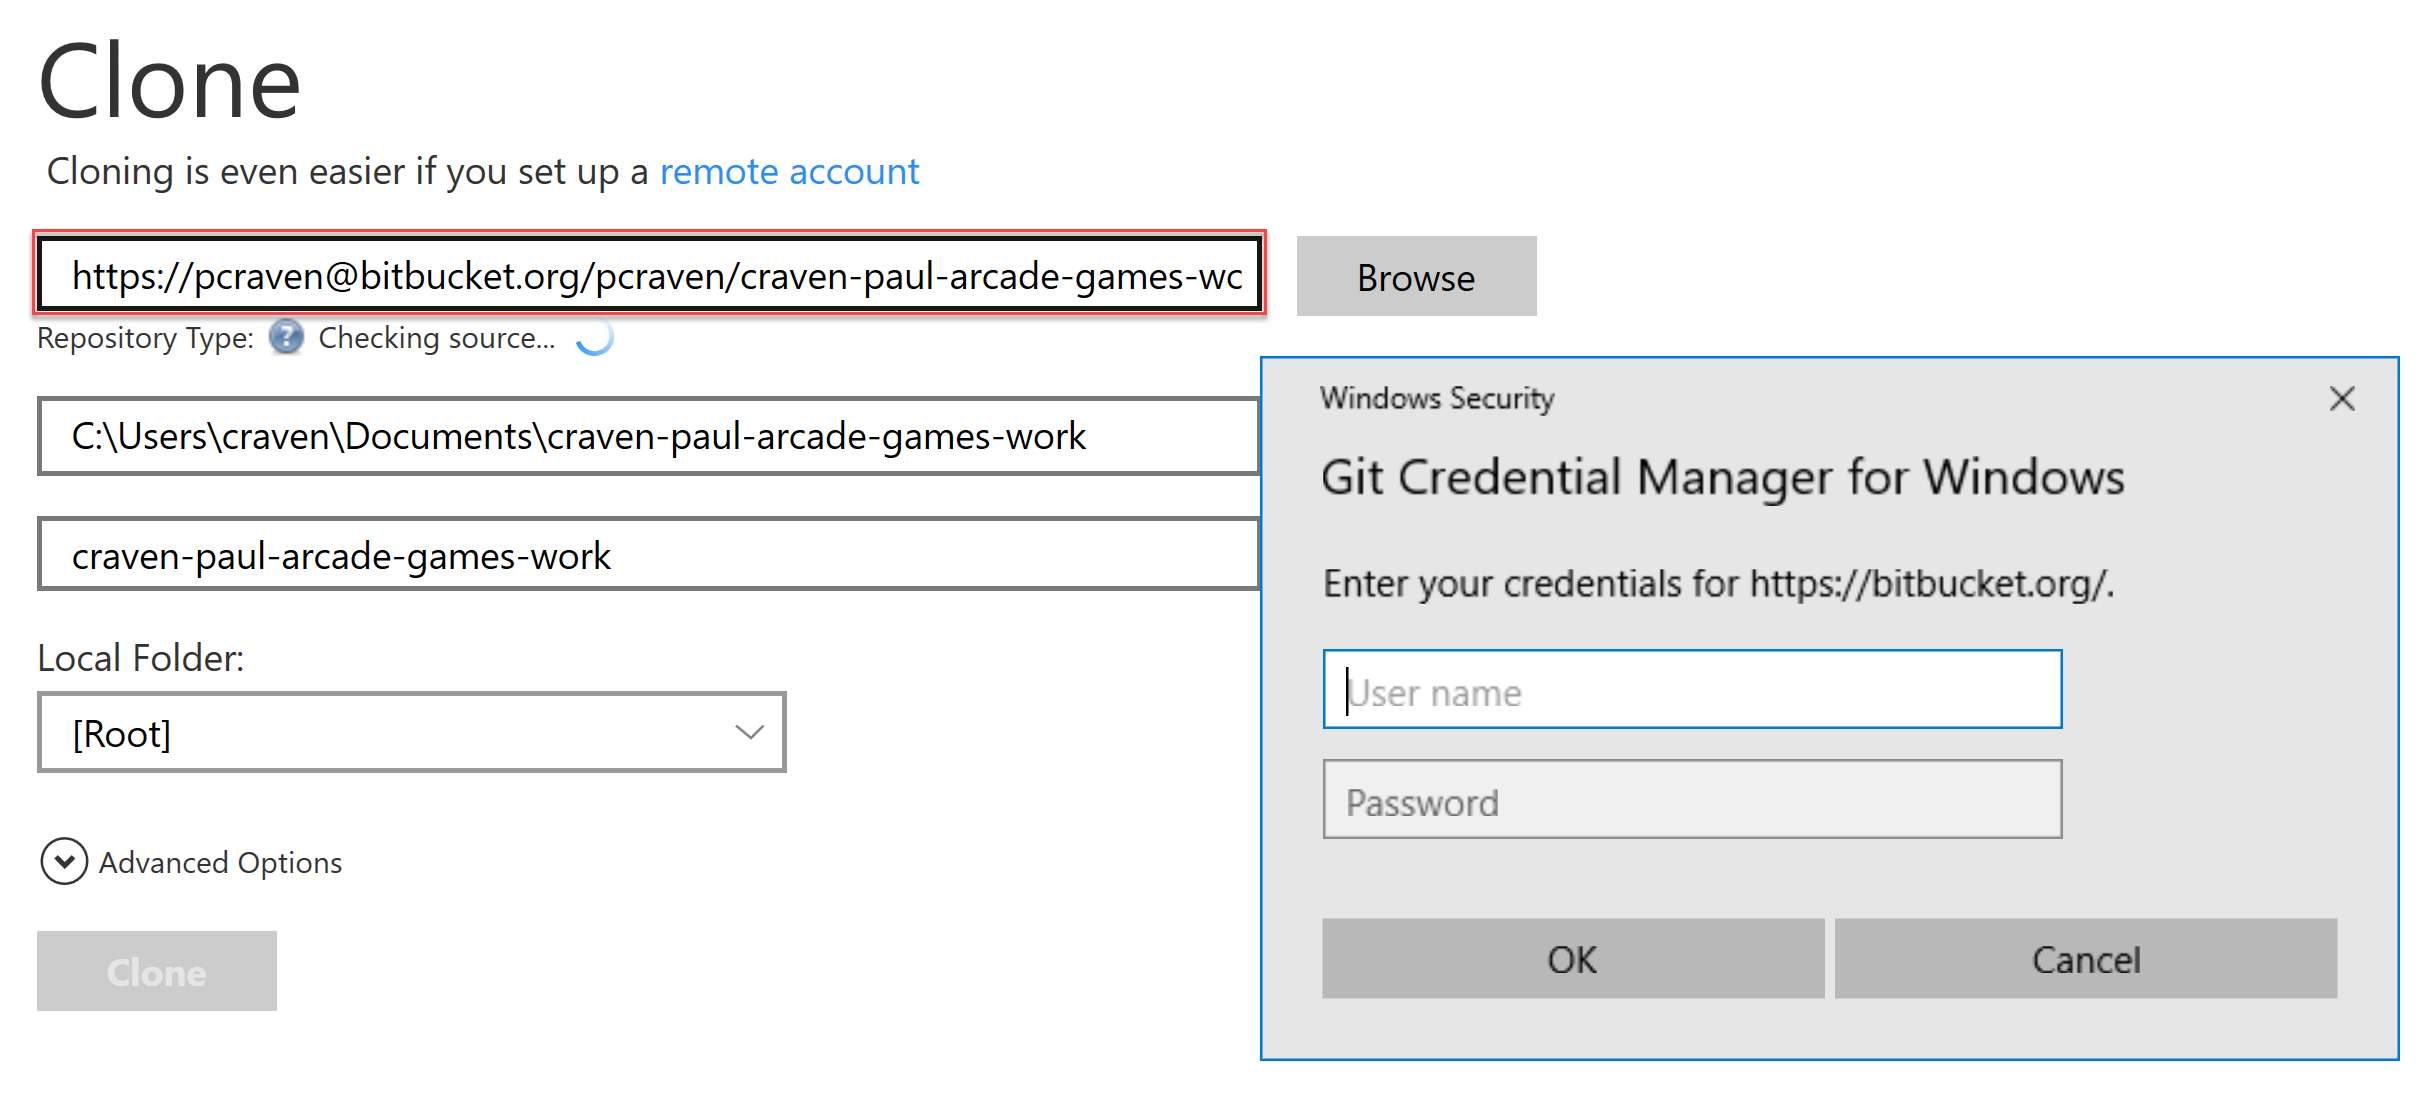 Clone
Cloning is even easier if you set up a remote account
https://pcraven@bitbucket.org/pcraven/craven-paul-arcade-games-wc
Browse
Repository Type: ? Checking source...
C:\Users\craven\Documents\craven-paul-arcade-games-work
craven-paul-arcade-games-work
Local Folder:
[Root]
Advanced Options
Clone
Windows Security
Git Credential Manager for Windows
Enter your credentials for https://bitbucket.org/.
User name
Password
OK
Cancel